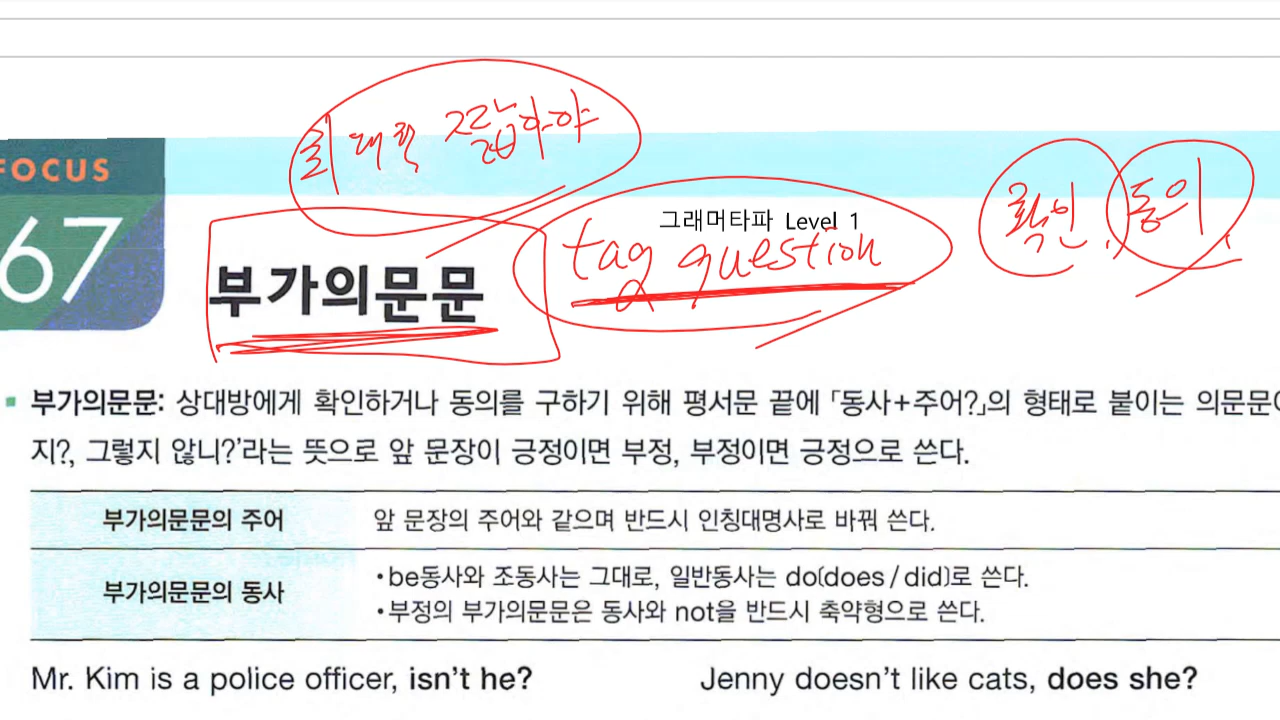 FOCUS
67
최대한 짧아야
부가의문문
그래머타파 Level 1
tag question
확인, 동의
부가의문문: 상대방에게 확인하거나 동의를 구하기 위해 평서문 끝에 「동사+주어?」의 형태로 붙이는 의문문
지?, 그렇지 않니?'라는 뜻으로 앞 문장이 긍정이면 부정, 부정이면 긍정으로 쓴다.
부가의문문의 주어 앞 문장의 주어와 같으며 반드시 인칭대명사로 바꿔 쓴다.
부가의문문의 동사
•be동사와 조동사는 그대로, 일반동사는 do(does / did)로 쓴다.
•부정의 부가의문문은 동사와 not을 반드시 축약형으로 쓴다.
Mr. Kim is a police officer, isn't he? Jenny doesn't like cats, does she?